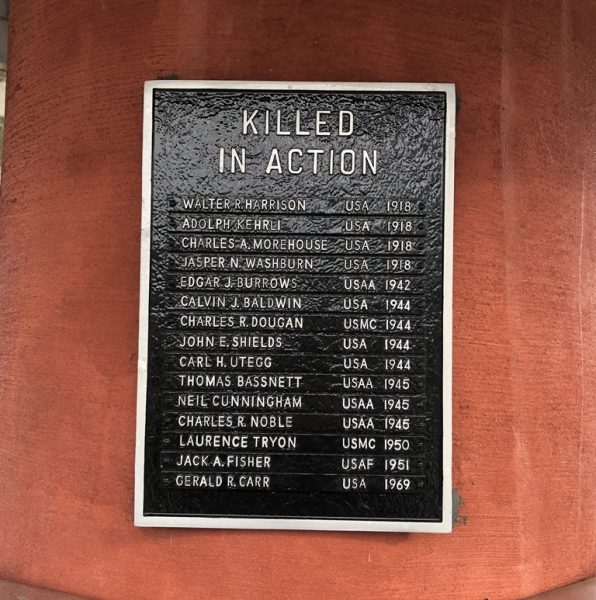 KILLED
IN ACTION
WALTER R. HARRISON USA 1918
ADOLPH KEHRLI USA 1918
CHARLES A. MOREHOUSE USA 1918
JASPER N. WASHBURN USA 1918
EDGAR J. BURROWS USAA 1942
CALVIN J. BALDWIN USA 1944
CHARLES R. DOUGAN USMC 1944
JOHN E. SHIELDS USA 1944
CARL H. UTEGG USA 1944
THOMAS BASSNETT USAA 1945
NEIL CUNNINGHAM USAA 1945
CHARLES R. NOBLE USAA 1945
LAURENCE TRYON USMC 1950
JACK A. FISHER USAF 1951
GERALD R. CARR USA 1969